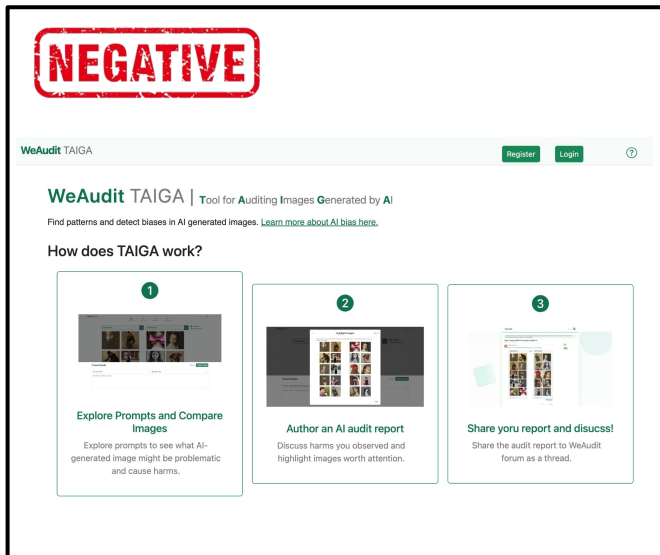 NEGATIVE
WeAudit TAIGA
Register
Login
?
WeAudit TAIGA | Tool for Auditing Images Generated by AI
Find patterns and detect biases in AI generated images. Learn more about AI bias here.
How does TAIGA work?
1
Explore Prompts and Compare
Images
Explore prompts to see what AI-
generated image might be problematic
and cause harms.
2
Author an AI audit report
Discuss harms you observed and
highlight images worth attention.
3
Share yoru report and disucss!
Share the audit report to WeAudit
forum as a thread.